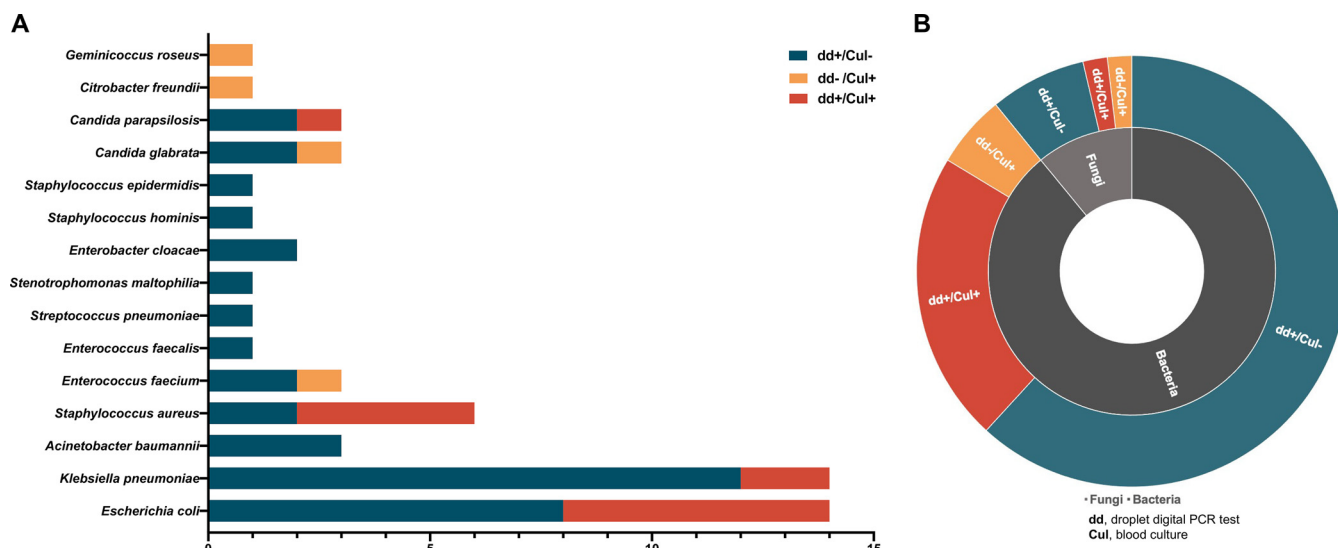 A
Geminicoccus roseus
Citrobacter freundii
Candida parapsilosis
Candida glabrata
Staphylococcus epidermidis
Staphylococcus hominis
Enterobacter cloacae
Stenotrophomonas maltophilia
Streptococcus pneumoniae
Enterococcus faecalis
Enterococcus faecium
Staphylococcus aureus
Acinetobacter baumannii
Klebsiella pneumoniae
Escherichia coli
0 5 10 15
dd+/Cul-
dd- /Cul+
dd+/Cul+
B
dd+/Cul-
dd+/Cul+
dd-/Cul+
dd-/Cul+
Fungi
dd+/Cul+
dd+/Cul-
Bacteria
• Fungi • Bacteria
dd, droplet digital PCR test
Cul, blood culture